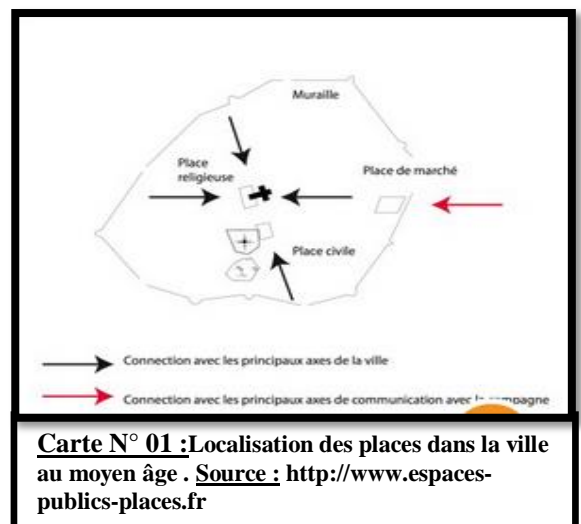 Muraille
Place
religieuse
Place de marché
Place civile
Connection avec les principaux axes de la ville
Connection avec les principaux axes de communication avec la campagne
Carte N° 01 :Localisation des places dans la ville
au moyen âge . Source : http://www.espaces-
publics-places.fr